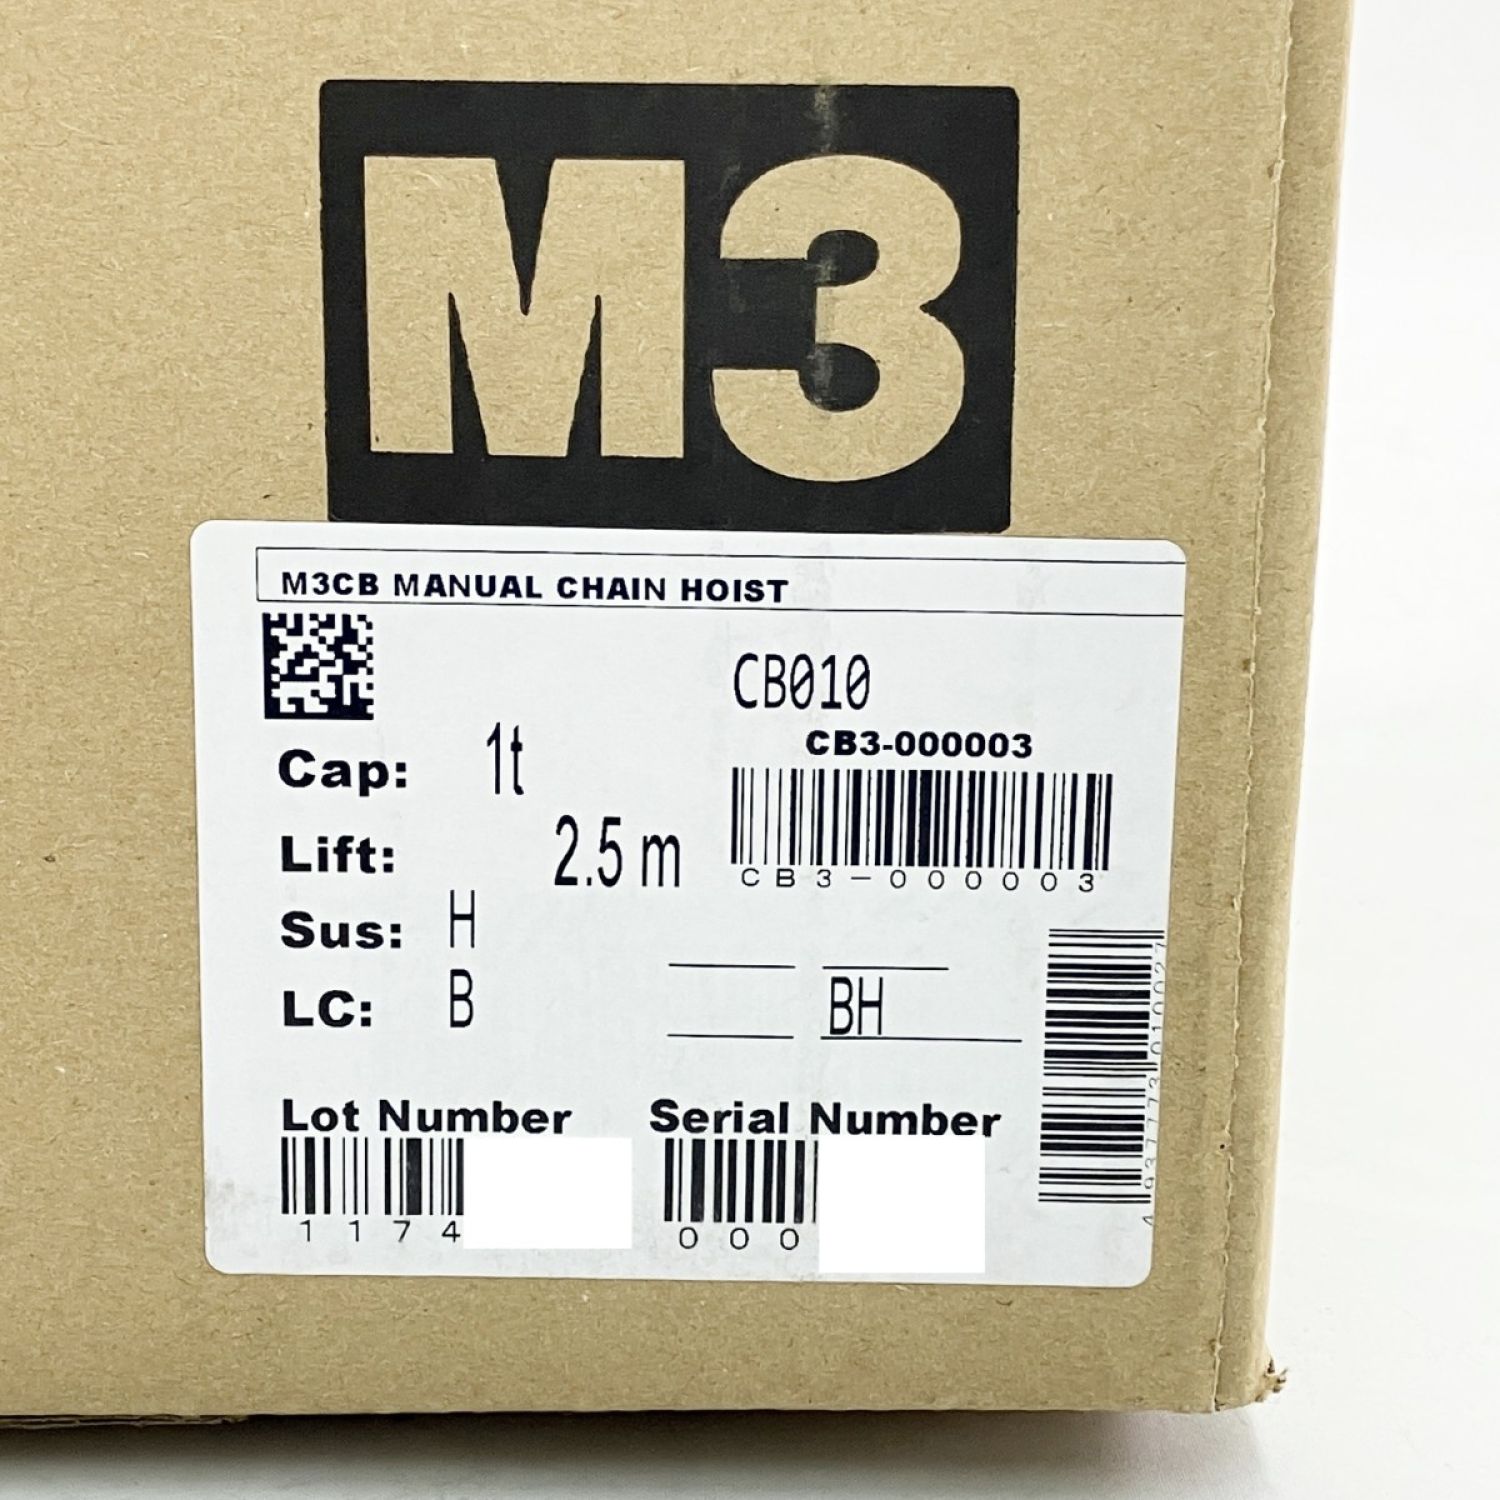 M3
M3CB MANUAL CHAIN HOIST
CB010
CB3-000003
Cap: 1t
CB3-000003
Lift: 2.5 m
Sus: H
LC: B
BH
4937773010027
Lot Number
1174
Serial Number
000